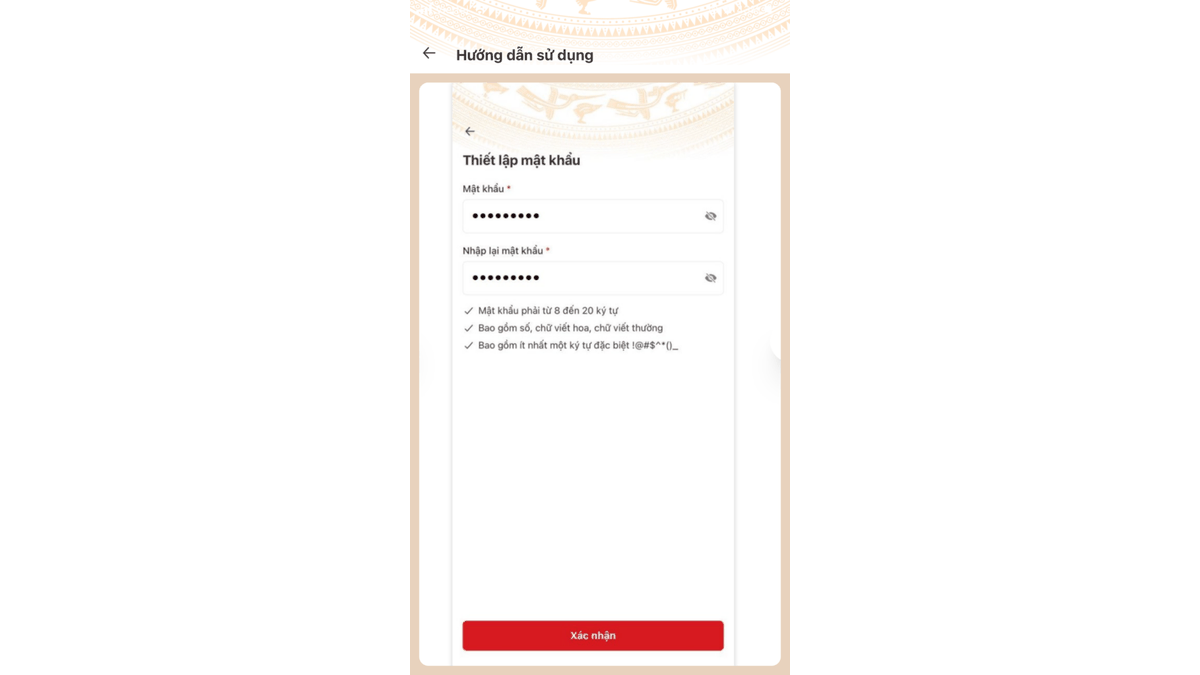 Hướng dẫn sử dụng
Thiết lập mật khẩu
Mật khẩu *
●●●●●●●●●
Nhập lại mật khẩu *
●●●●●●●●●
Mật khẩu phải từ 8 đến 20 ký tự
Bao gồm số, chữ viết hoa, chữ viết thường
Bao gồm ít nhất một ký tự đặc biệt !@#$^*()_
Xác nhận